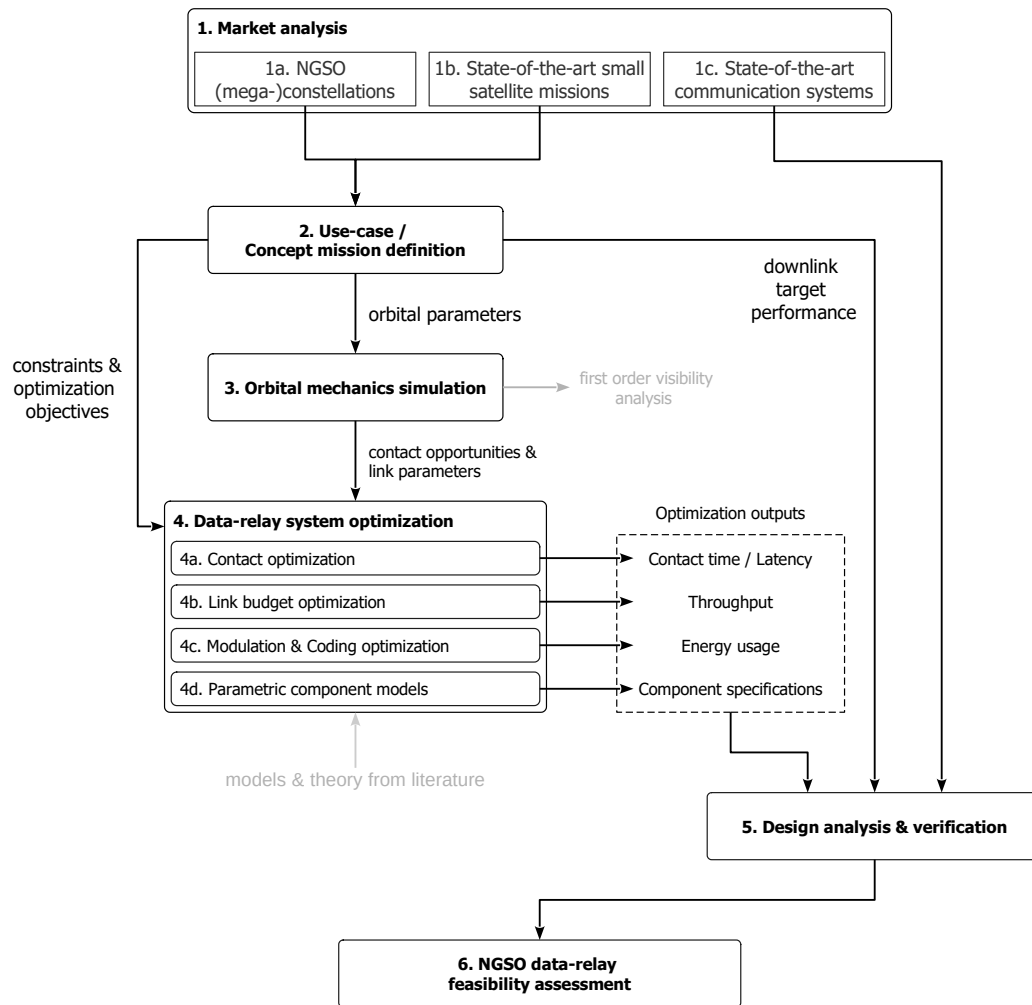 1. Market analysis
1a. NGSO
(mega-)constellations
1b. State-of-the-art small
satellite missions
1c. State-of-the-art
communication systems
2. Use-case /
Concept mission definition
downlink
target
performance
orbital parameters
constraints &
optimization
objectives
3. Orbital mechanics simulation
first order visibility
analysis
contact opportunities &
link parameters
4. Data-relay system optimization
4a. Contact optimization
4b. Link budget optimization
4c. Modulation & Coding optimization
4d. Parametric component models
Optimization outputs
Contact time / Latency
Throughput
Energy usage
Component specifications
models & theory from literature
5. Design analysis & verification
6. NGSO data-relay
feasibility assessment